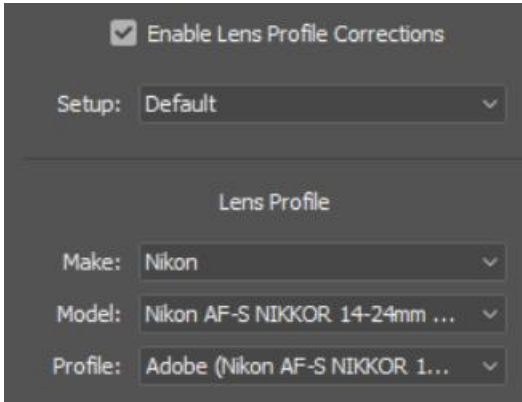 Enable Lens Profile Corrections
Setup: Default
Lens Profile
Make: Nikon
Model: Nikon AF-S NIKKOR 14-24mm ...
Profile: Adobe (Nikon AF-S NIKKOR 1...